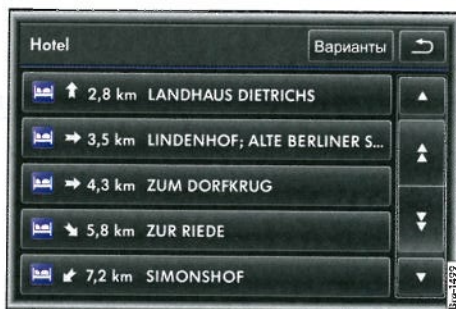 Hotel Варианты
2,8 km LANDHAUS DIETRICHS
3,5 km LINDENHOF; ALTE BERLINER S...
4,3 km ZUM DORFKRUG
5,8 km ZUR RIEDE
7,2 km SIMONSHOF